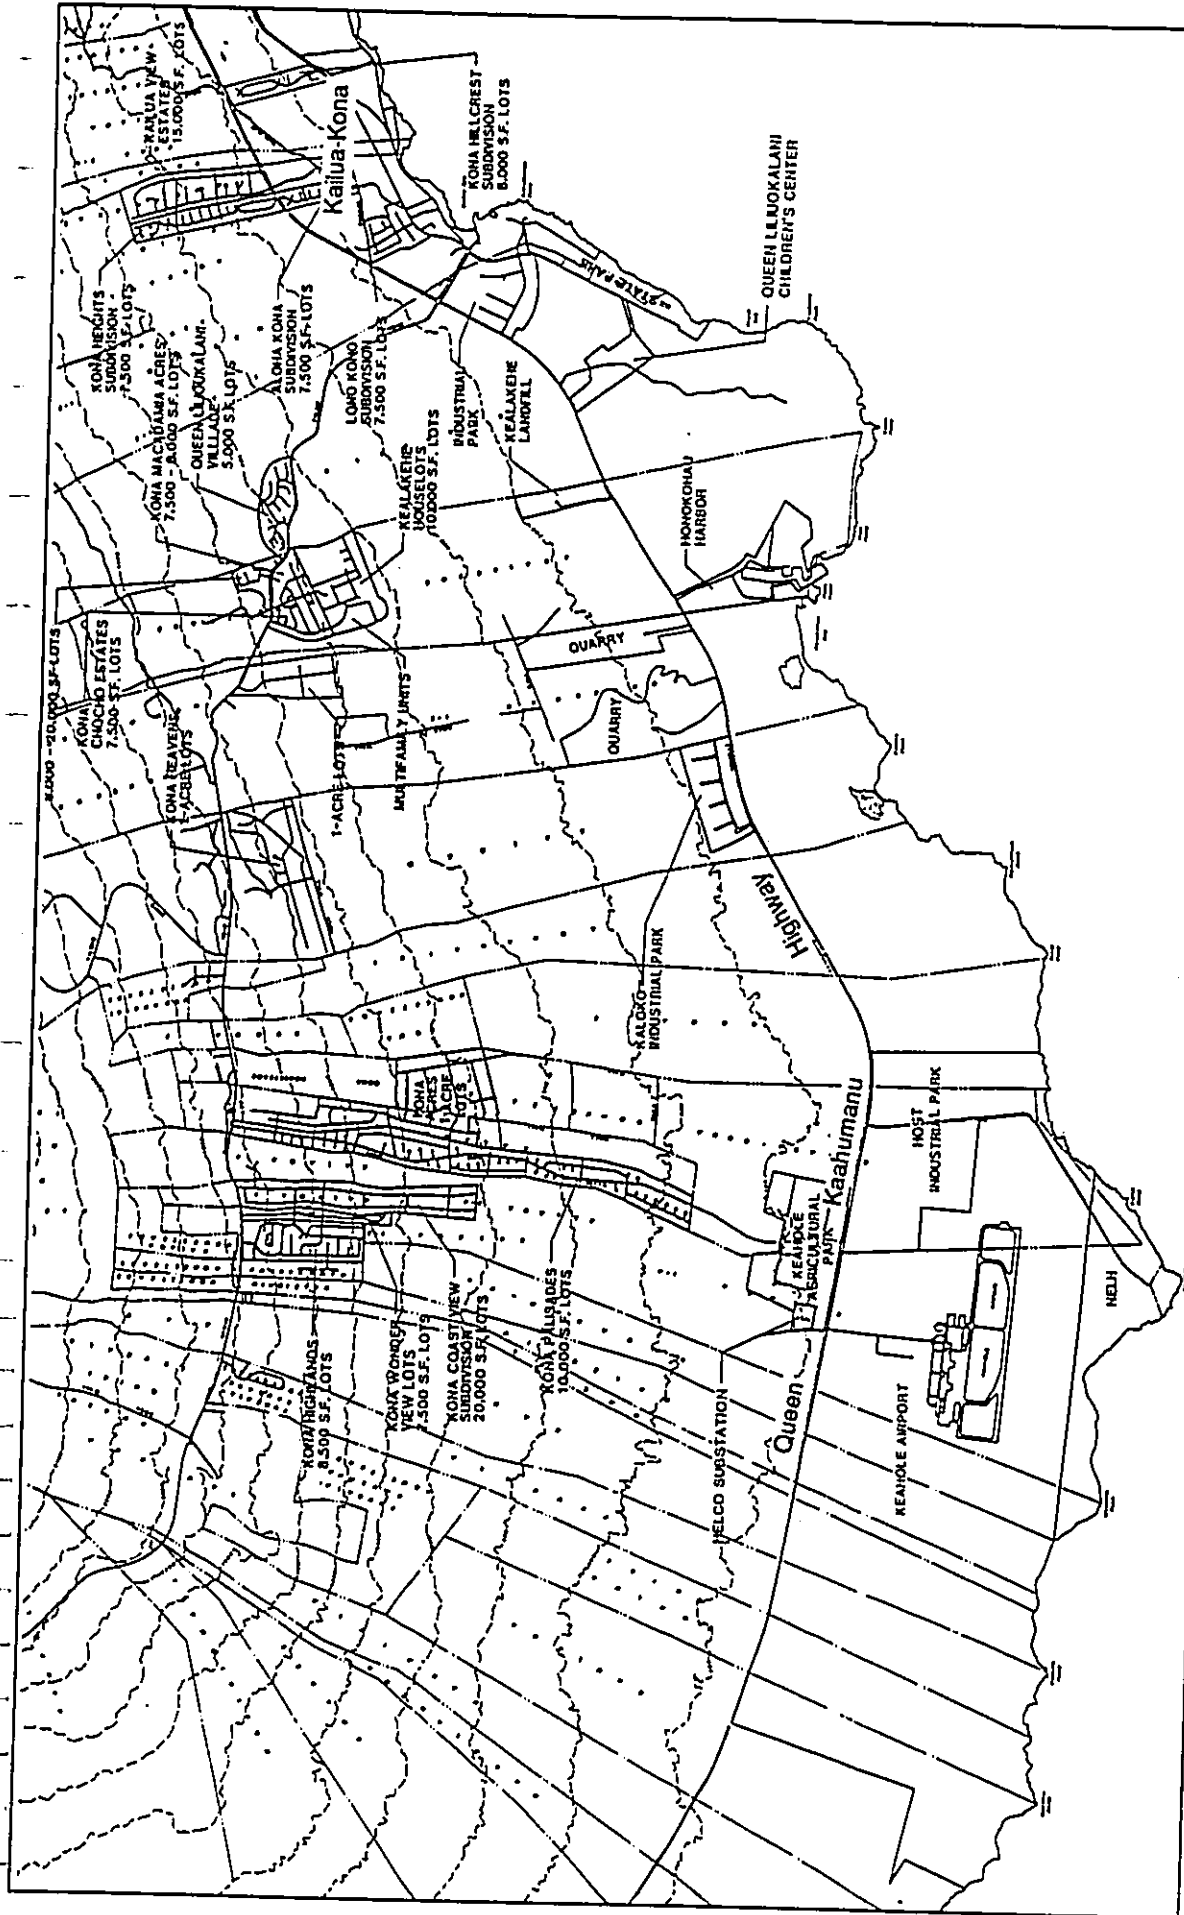 KAILUA VIEW
ESTATES
15,000 S.F. LOTS
Kailua-Kona
KONA HILLCREST
SUBDIVISION
8,000 S.F. LOTS
QUEEN LILIUOKALANI
CHILDREN'S CENTER
STATE PARK
KONA HEIGHTS
SUBDIVISION
7,500 S.F. LOTS
KONA MACADAMIA ACRES
7,500 - 8,000 S.F. LOTS
QUEEN LILIOUKALANI
VILLLADE
5,000 S.F. LOTS
ALOHA KONA
SUBDIVISION
7,500 S.F. LOTS
LONO KONO
SUBDIVISION
7,500 S.F. LOTS
INDUSTRIAL
PARK
KEALAKEHE
LANDFILL
KEALAKEHE
HOUSELOTS
10,000 S.F. LOTS
HONOKOHAU
HARBOR
- 20,000 S.F. LOTS
KONA
CHOCHO ESTATES
7,500 S.F. LOTS
KONA HEAVENS
1-ACRE LOTS
1-ACRE LOTS
MULTIFAMILY UNITS
QUARRY
QUARRY
Highway
KALOKO
INDUSTRIAL PARK
KONA
ACRES
1-ACRE
LOTS
Kaahumanu
HOST
INDUSTRIAL PARK
KEAHOLE
AGRICULTURAL
PARK
KONA HIGHLANDS
8,500 S.F. LOTS
KONA WONDER
VIEW LOTS
7,500 S.F. LOTS
KONA COAST VIEW
SUBDIVISION
20,000 S.F. LOTS
KONA PALISADES
10,000 S.F. LOTS
HELCO SUBSTATION
Queen
KEAHOLE AIRPORT
NELH